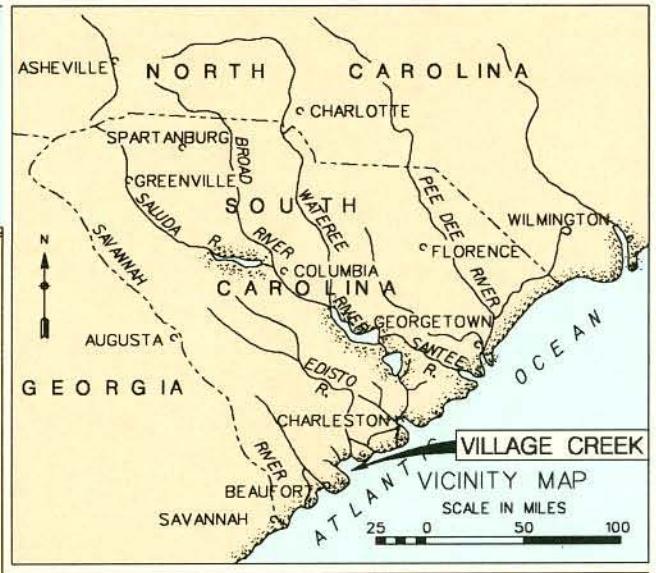 NORTH CAROLINA
ASHEVILLE
CHARLOTTE
SPARTANBURG
BROAD
RIVER
GREENVILLE
SOUTH
CAROLINA
WATEREE
RIVER
PEE DEE
RIVER
WILMINGTON
SALUDA
R.
SAVANNAH
RIVER
N
FLORENCE
COLUMBIA
GEORGETOWN
AUGUSTA
SANTEE
R.
EDISTO
R.
GEORGIA
CHARLESTON
ATLANTIC OCEAN
VILLAGE CREEK
BEAUFORT
SAVANNAH
VICINITY MAP
SCALE IN MILES
25 0 50 100